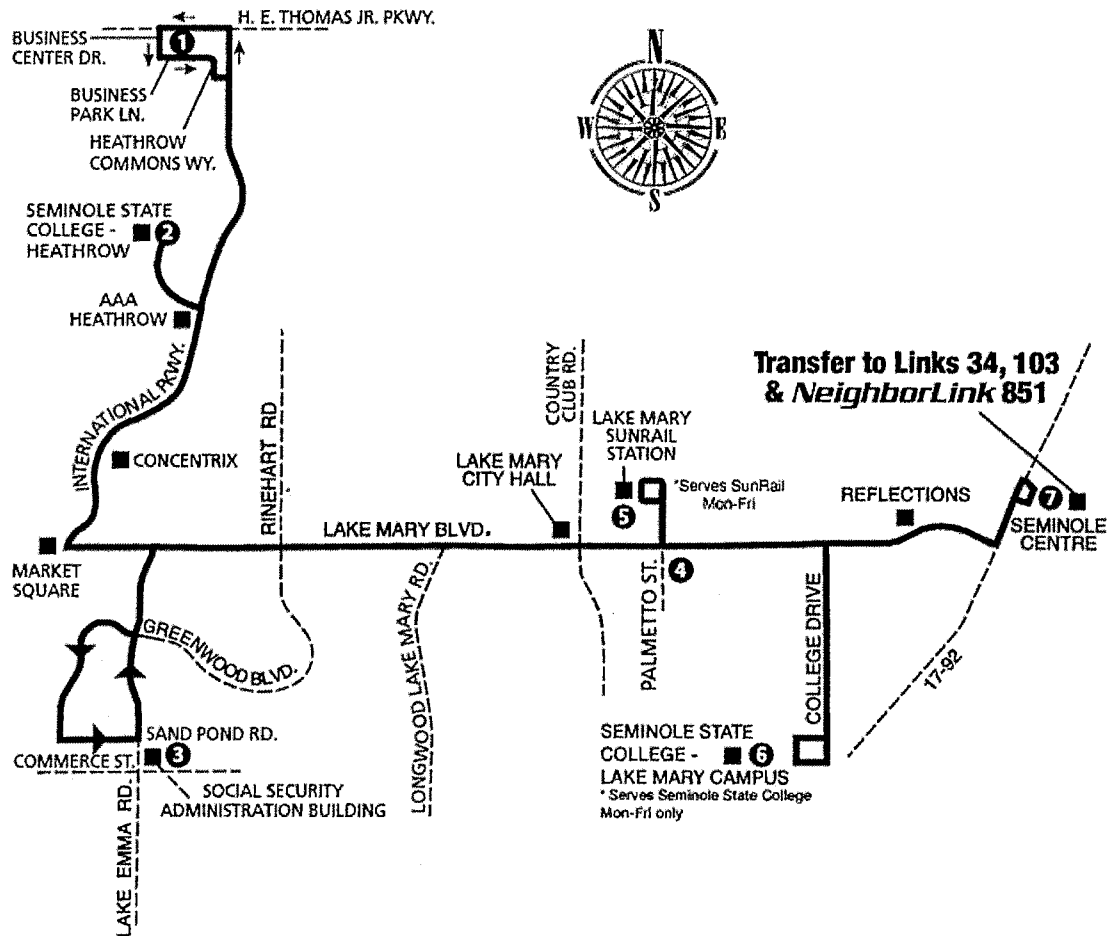 H. E. THOMAS JR. PKWY.
BUSINESS
CENTER DR.
1
BUSINESS
PARK LN.
HEATHROW
COMMONS WY.
N
W
E
S
SEMINOLE STATE
COLLEGE -
HEATHROW
2
AAA
HEATHROW
INTERNATIONAL PKWY.
CONCENTRIX
RINEHART RD
COUNTRY
CLUB RD.
Transfer to Links 34, 103
& NeighborLink 851
LAKE MARY
SUNRAIL
STATION
5
*Serves SunRail
Mon-Fri
LAKE MARY
CITY HALL
REFLECTIONS
7
SEMINOLE
CENTRE
LAKE MARY BLVD.
MARKET
SQUARE
4
PALMETTO ST.
COLLEGE DRIVE
17-92
GREENWOOD BLVD.
LONGWOOD LAKE MARY RD.
SAND POND RD.
COMMERCE ST.
3
SOCIAL SECURITY
ADMINISTRATION BUILDING
LAKE EMMA RD.
SEMINOLE STATE
COLLEGE -
6
LAKE MARY CAMPUS
* Serves Seminole State College
Mon-Fri only